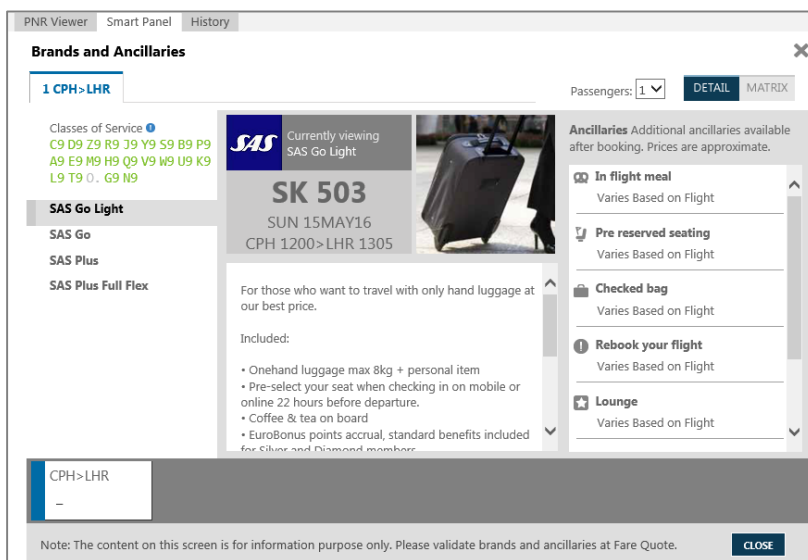 PNR Viewer
Smart Panel
History
Brands and Ancillaries
1 CPH>LHR
Passengers: 1
DETAIL
MATRIX
Classes of Service
C9 D9 Z9 R9 J9 Y9 S9 B9 P9
A9 E9 M9 H9 Q9 V9 W9 U9 K9
L9 T9 O. G9 N9
SAS Go Light
SAS Go
SAS Plus
SAS Plus Full Flex
SAS
Currently viewing
SAS Go Light
SK 503
SUN 15MAY16
CPH 1200>LHR 1305
For those who want to travel with only hand luggage at
our best price.
Included:
• Onehand luggage max 8kg + personal item
• Pre-select your seat when checking in on mobile or
online 22 hours before departure.
• Coffee & tea on board
• EuroBonus points accrual, standard benefits included
for Silver and Diamond members
Ancillaries Additional ancillaries available
after booking. Prices are approximate.
In flight meal
Varies Based on Flight
Pre reserved seating
Varies Based on Flight
Checked bag
Varies Based on Flight
Rebook your flight
Varies Based on Flight
Lounge
Varies Based on Flight
CPH>LHR
–
Note: The content on this screen is for information purpose only. Please validate brands and ancillaries at Fare Quote.
CLOSE